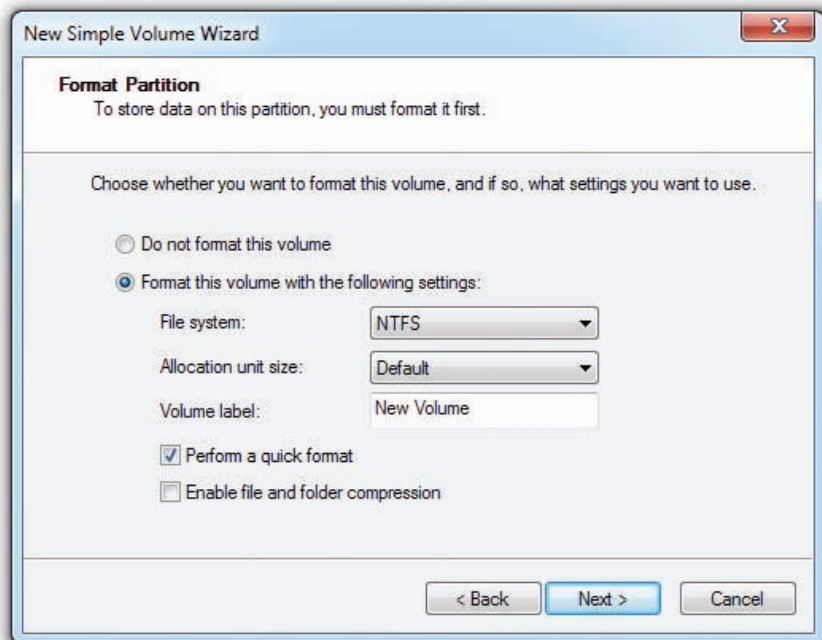 New Simple Volume Wizard
X
Format Partition
To store data on this partition, you must format it first.
Choose whether you want to format this volume, and if so, what settings you want to use.
Do not format this volume
Format this volume with the following settings:
File system: NTFS
Allocation unit size: Default
Volume label: New Volume
Perform a quick format
Enable file and folder compression
< Back Next > Cancel